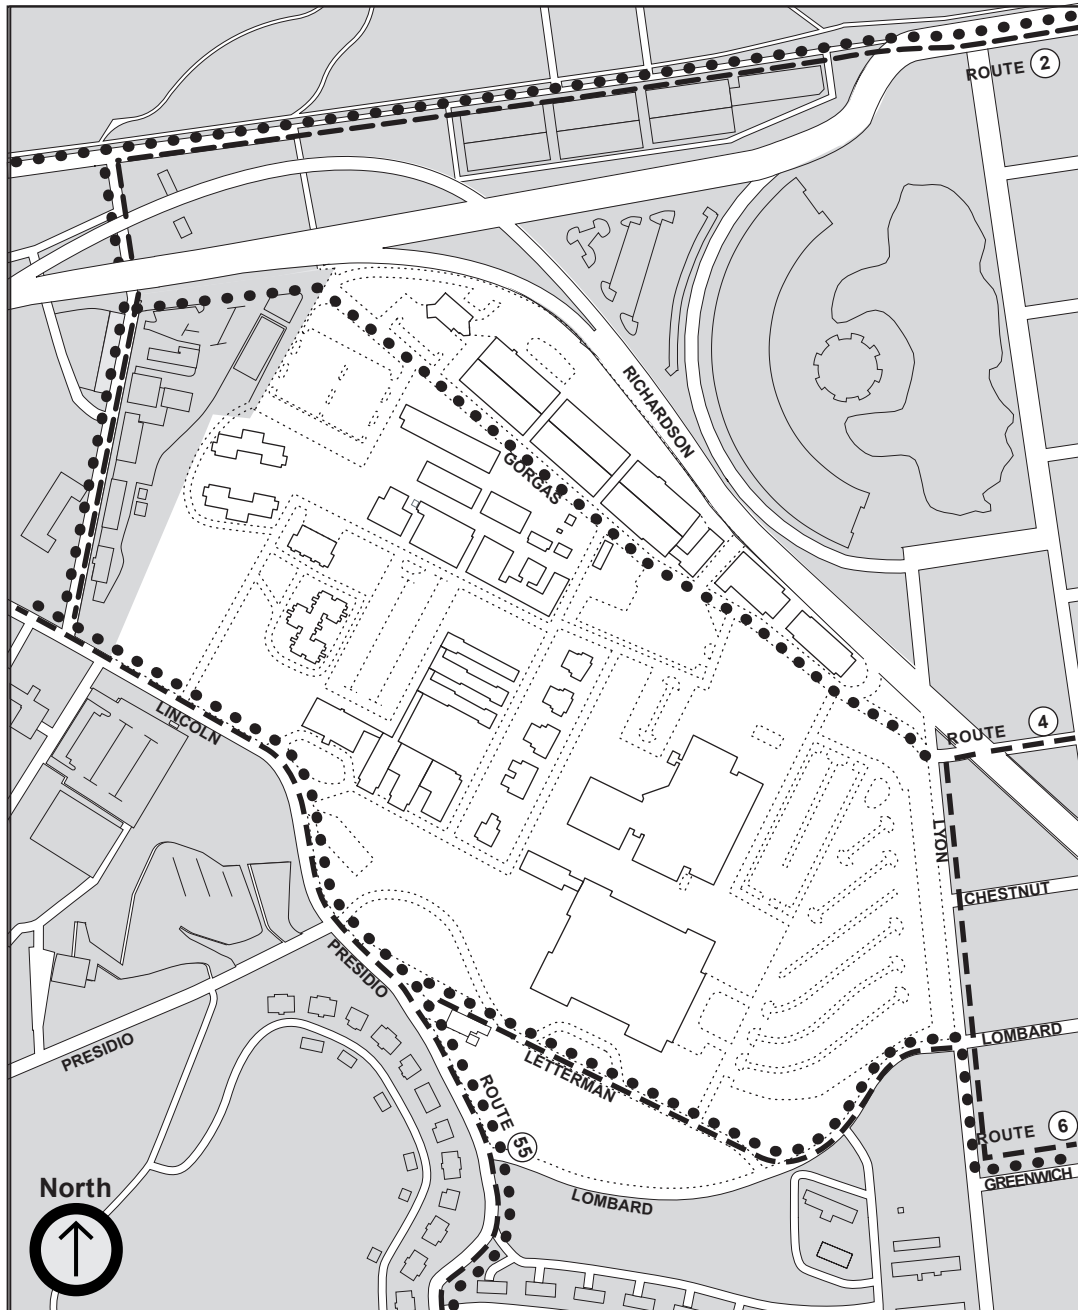 ROUTE 2
RICHARDSON
GORGAS
LINCOLN
ROUTE 4
LYON
CHESTNUT
PRESIDIO
PRESIDIO
LOMBARD
LETTERMAN
ROUTE 55
ROUTE 6
GREENWICH
North
LOMBARD